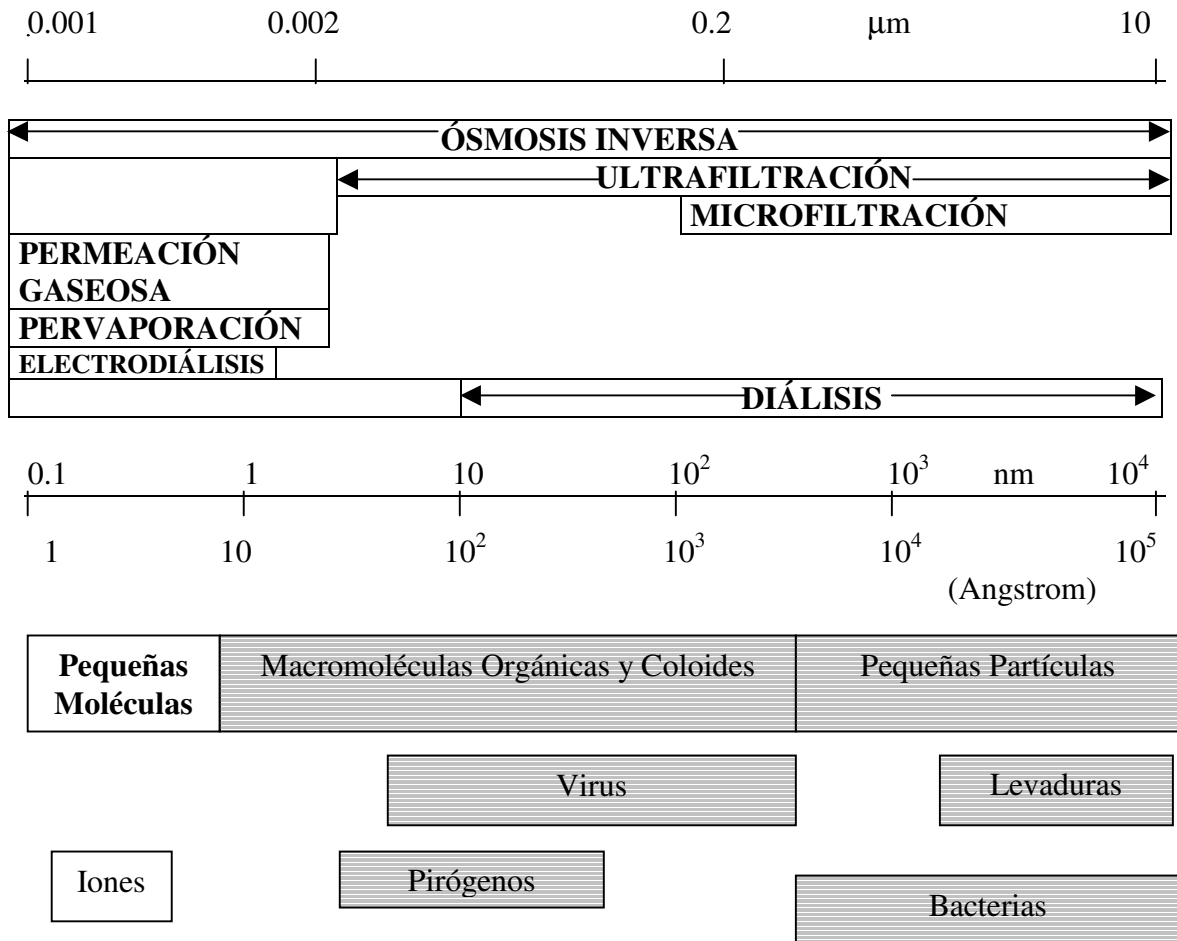 0.001 0.002 0.2 µm 10
ÓSMOSIS INVERSA
ULTRAFILTRACIÓN
MICROFILTRACIÓN
PERMEACIÓN
GASEOSA
PERVAPORACIÓN
ELECTRODIÁLISIS
DIÁLISIS
0.1 1 10 10² 10³ nm 10⁴
1 10 10² 10³ 10⁴ 10⁵
(Angstrom)
Pequeñas
Moléculas
Macromoléculas Orgánicas y Coloides
Pequeñas Partículas
Virus
Levaduras
Iones
Pirógenos
Bacterias